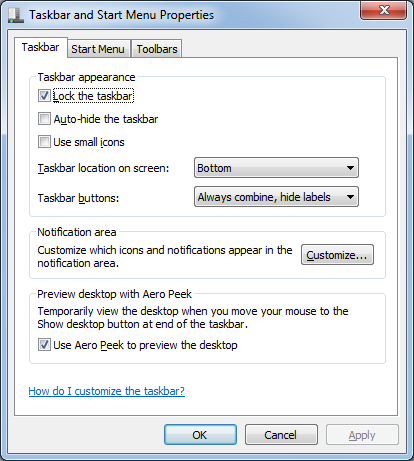 Taskbar and Start Menu Properties
Taskbar
Start Menu
Toolbars
Taskbar appearance
Lock the taskbar
Auto-hide the taskbar
Use small icons
Taskbar location on screen:
Bottom
Taskbar buttons:
Always combine, hide labels
Notification area
Customize which icons and notifications appear in the
notification area.
Customize...
Preview desktop with Aero Peek
Temporarily view the desktop when you move your mouse to the
Show desktop button at end of the taskbar.
Use Aero Peek to preview the desktop
How do I customize the taskbar?
OK
Cancel
Apply